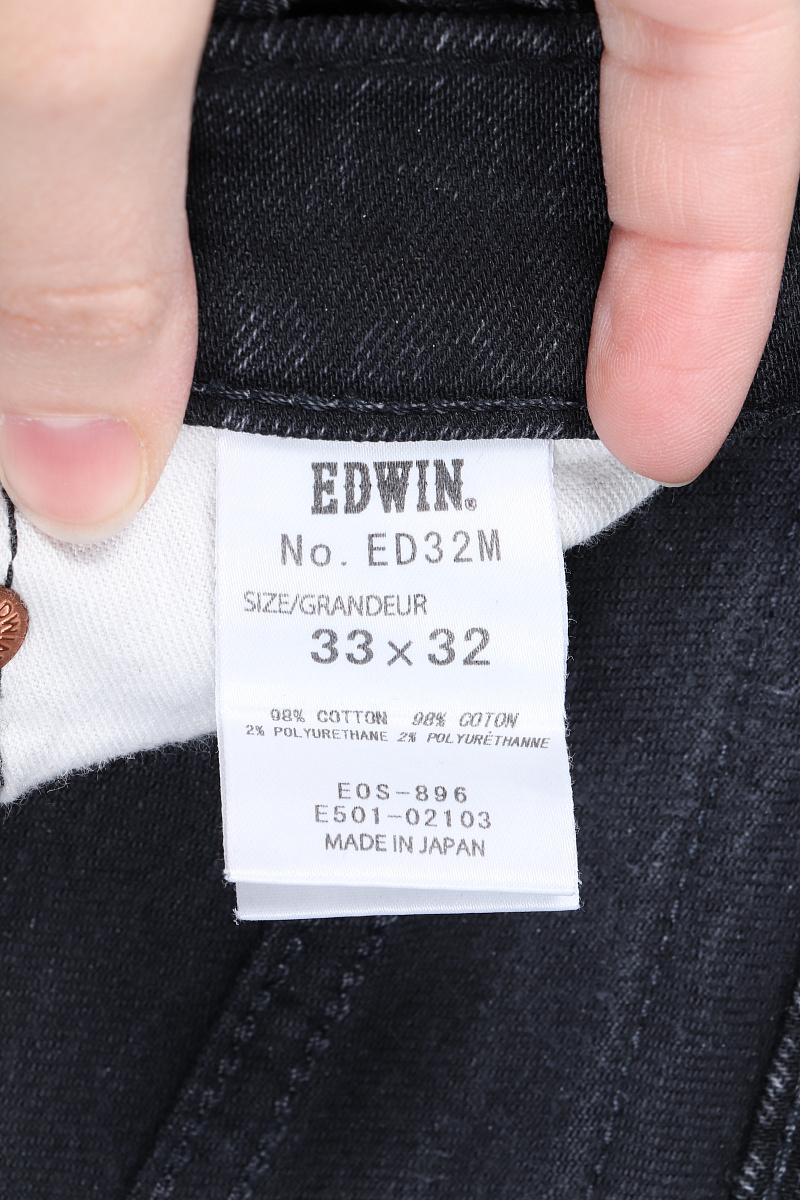 EDWIN®
No. ED32M
SIZE/GRANDEUR
33 × 32
98% COTTON 98% COTON
2% POLYURETHANE 2% POLYURÉTHANNE
EOS-896
E501-02103
MADE IN JAPAN